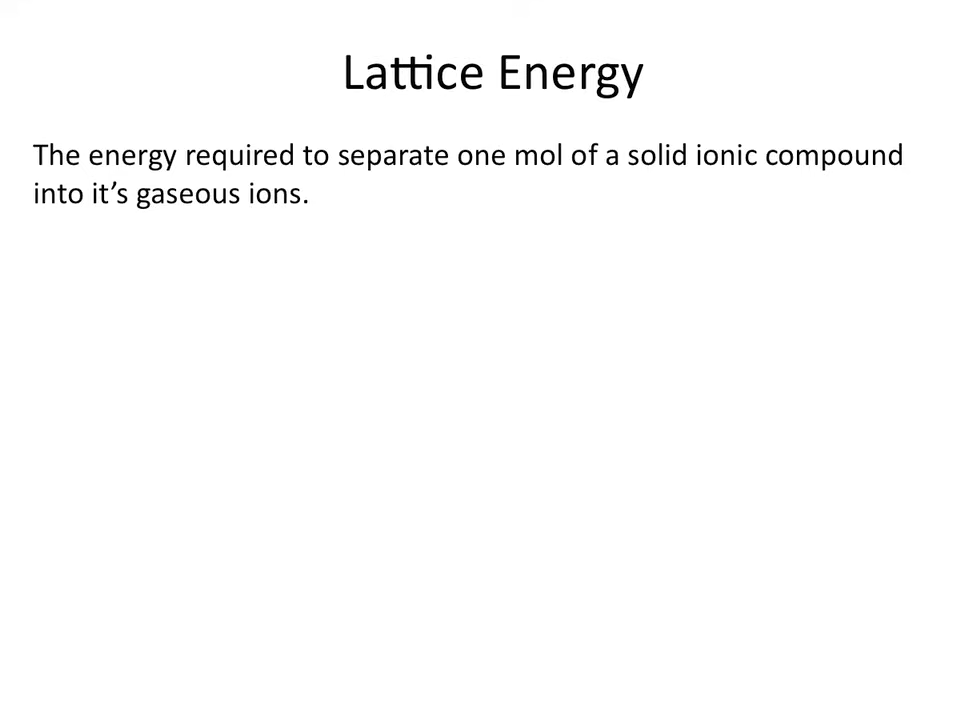 Lattice Energy
The energy required to separate one mol of a solid ionic compound
into it’s gaseous ions.